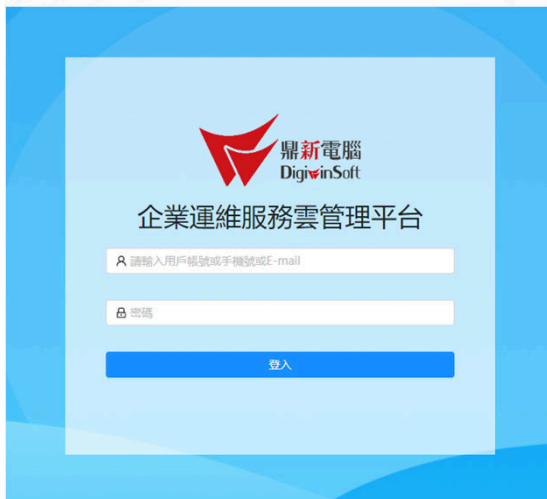 鼎新電腦
DigiwinSoft
企業運維服務雲管理平台
請輸入用戶帳號或手機號或E-mail
密碼
登入